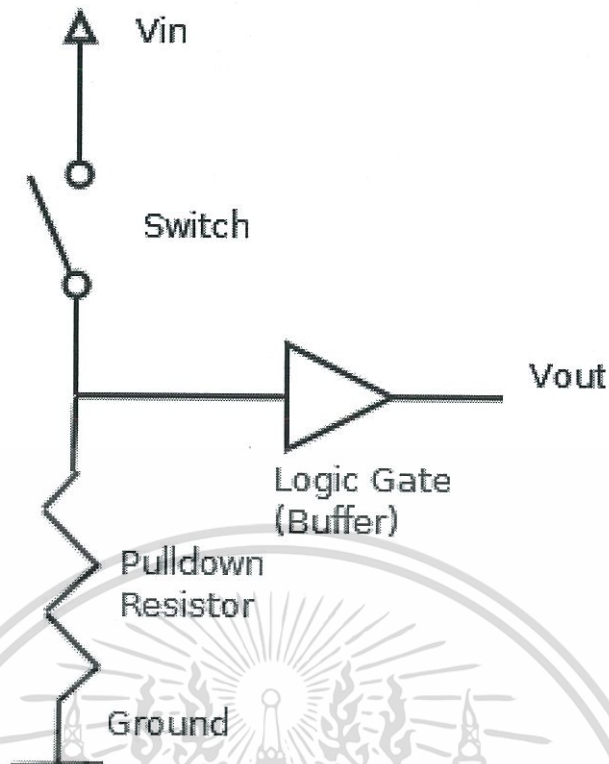 Vin
Switch
Vout
Logic Gate
(Buffer)
Pulldown
Resistor
Ground